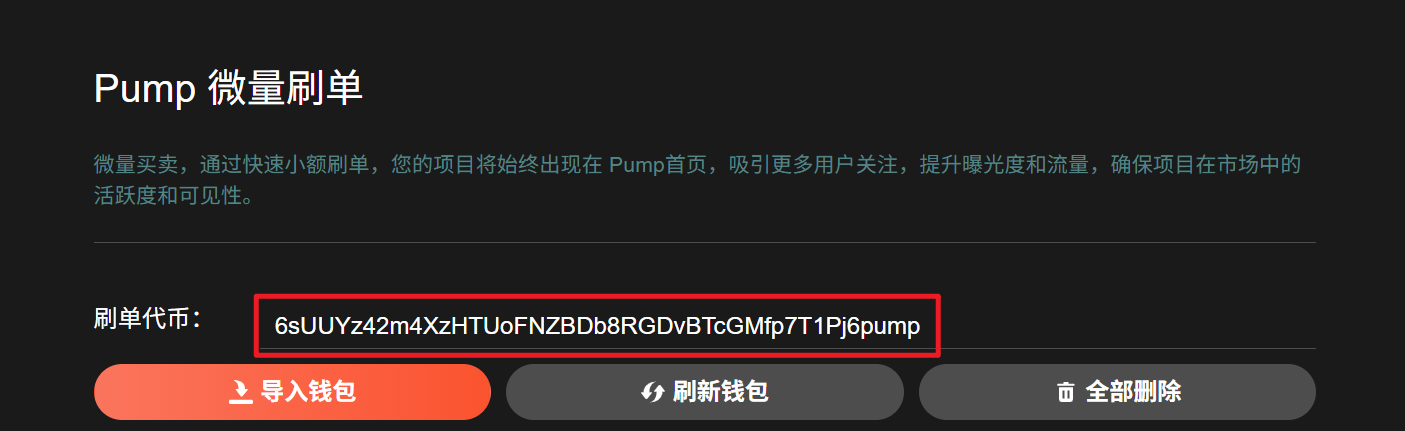 Pump 微量刷单
微量买卖，通过快速小额刷单，您的项目将始终出现在 Pump首页，吸引更多用户关注，提升曝光度和流量，确保项目在市场中的
活跃度和可见性。
刷单代币：
6sUUYz42m4XzHTUoFNZBDb8RGDvBTcGMfp7T1Pj6pump
导入钱包
刷新钱包
全部删除